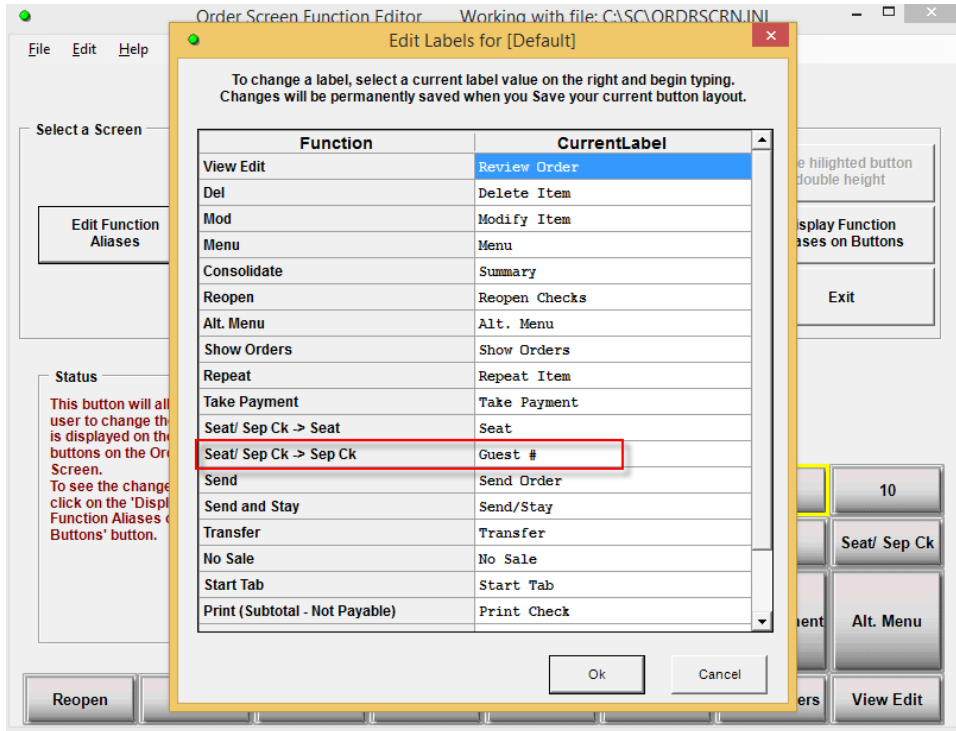 Order Screen Function Editor Working with file: C:\SC\ORDRSCRN.INI
File Edit Help
Edit Labels for [Default]
To change a label, select a current label value on the right and begin typing.
Changes will be permanently saved when you Save your current button layout.
Select a Screen
Edit Function
Aliases
Function CurrentLabel
View Edit Review Order
Del Delete Item
Mod Modify Item
Menu Menu
Consolidate Summary
Reopen Reopen Checks
Alt. Menu Alt. Menu
Show Orders Show Orders
Repeat Repeat Item
Take Payment Take Payment
Seat/ Sep Ck -> Seat Seat
Seat/ Sep Ck -> Sep Ck Guest #
Send Send Order
Send and Stay Send/Stay
Transfer Transfer
No Sale No Sale
Start Tab Start Tab
Print (Subtotal - Not Payable) Print Check
Ok Cancel
hilighted button
double height
Function
on Buttons
Exit
Status
This button will
user to change
is displayed on
buttons on the
Screen.
To see the change
click on the
Function Aliases
Buttons' button.
10
Seat/ Sep Ck
Alt. Menu
Reopen
View Edit